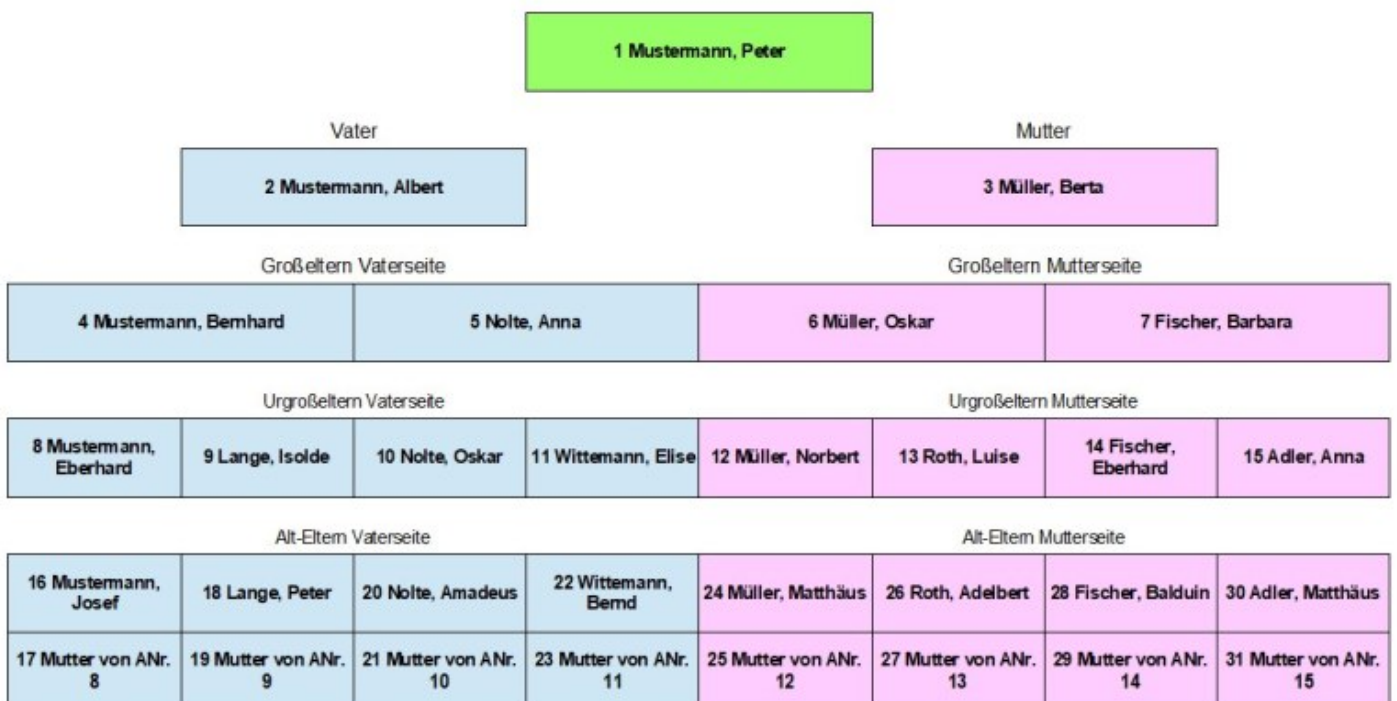 1 Mustermann, Peter
Vater
Mutter
2 Mustermann, Albert
3 Müller, Berta
Großeltern Vaterseite
Großeltern Mutterseite
4 Mustermann, Bernhard
5 Nolte, Anna
6 Müller, Oskar
7 Fischer, Barbara
Urgroßeltern Vaterseite
Urgroßeltern Mutterseite
8 Mustermann,
Eberhard
9 Lange, Isolde
10 Nolte, Oskar
11 Wittemann, Elise
12 Müller, Norbert
13 Roth, Luise
14 Fischer,
Eberhard
15 Adler, Anna
Alt-Eltern Vaterseite
Alt-Eltern Mutterseite
16 Mustermann,
Josef
18 Lange, Peter
20 Nolte, Amadeus
22 Wittemann,
Bernd
24 Müller, Matthäus
26 Roth, Adelbert
28 Fischer, Balduin
30 Adler, Matthäus
17 Mutter von ANr.
8
19 Mutter von ANr.
9
21 Mutter von ANr.
10
23 Mutter von ANr.
11
25 Mutter von ANr.
12
27 Mutter von ANr.
13
29 Mutter von ANr.
14
31 Mutter von ANr.
15